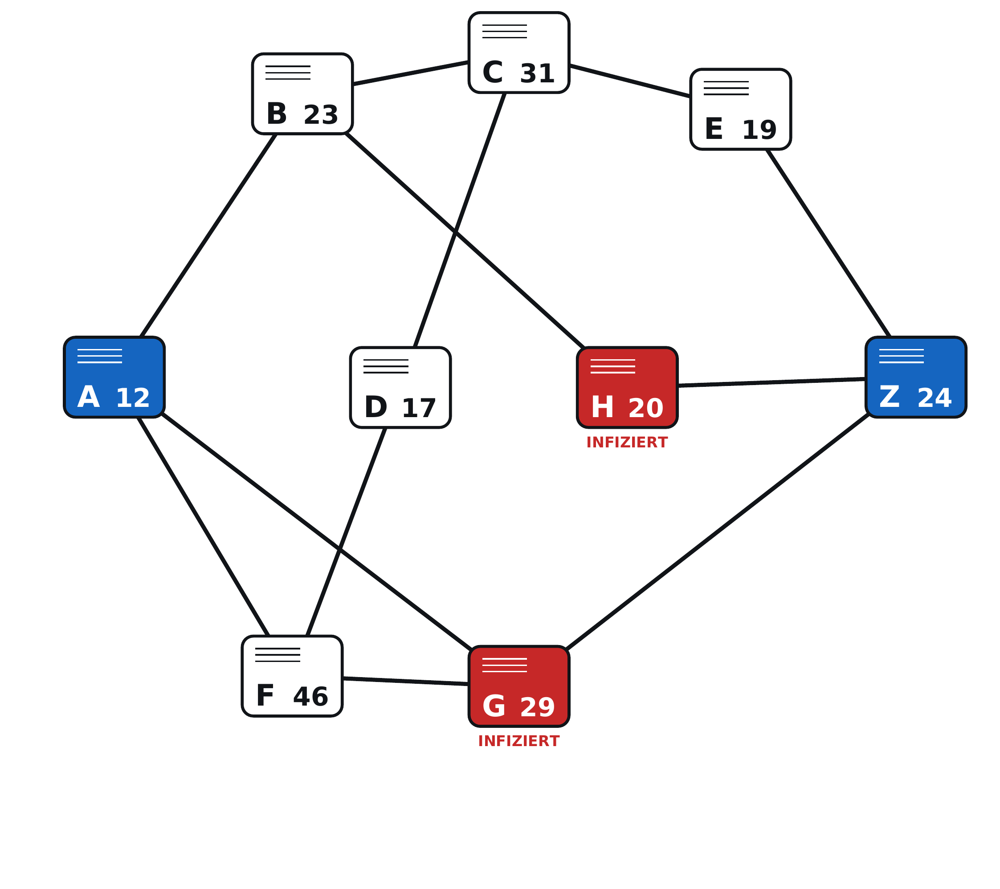 C 31
B 23
E 19
A 12
D 17
H 20
INFIZIERT
Z 24
F 46
G 29
INFIZIERT